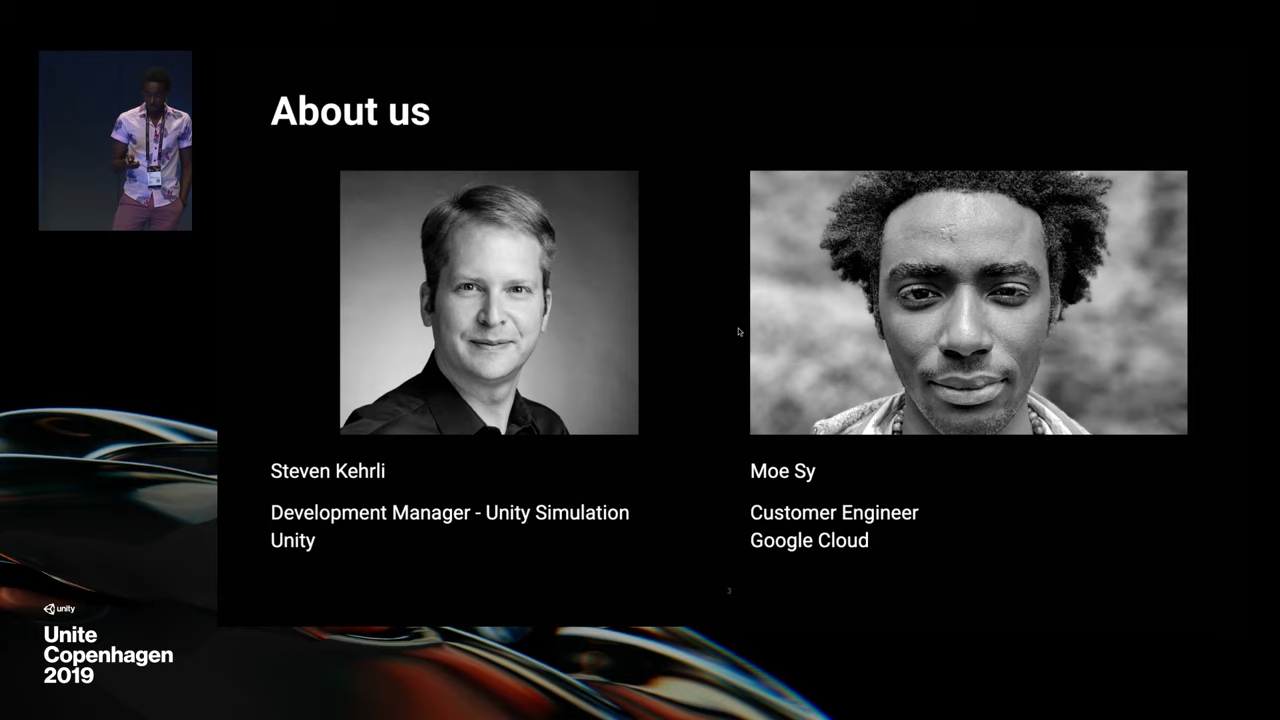 About us
Steven Kehrli
Development Manager - Unity Simulation
Unity
Moe Sy
Customer Engineer
Google Cloud
3
unity
Unite
Copenhagen
2019